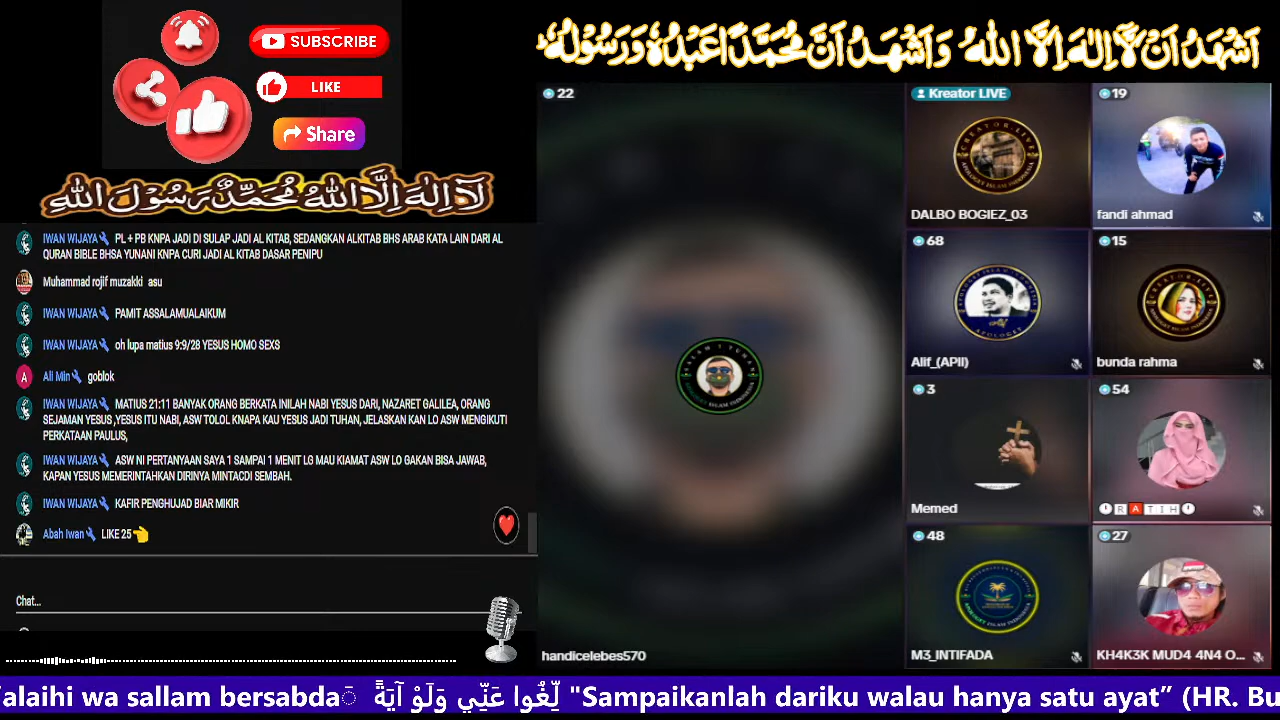 SUBSCRIBE
LIKE
Share
لَا اِلٰهَ اِلَّا اللّٰهُ مُحَمَّدٌ رَسُوْلُ اللّٰهِ
اَشْهَدُ اَنْ لَّآ اِلٰهَ اِلَّا اللّٰهُ وَاَشْهَدُ اَنَّ مُحَمَّدًا عَبْدُهٗ وَرَسُوْلُهٗ
IWAN WIJAYA PL + PB KNPA JADI DI SULAP JADI AL KITAB, SEDANGKAN ALKITAB BHS ARAB KATA LAIN DARI AL
QURAN BIBLE BHSA YUNANI KNPA CURI JADI AL KITAB DASAR PENIPU
Muhammad rojif muzakki asu
IWAN WIJAYA PAMIT ASSALAMUALAIKUM
IWAN WIJAYA oh lupa matius 9:9/28 YESUS HOMO SEXS
A Ali Min goblok
IWAN WIJAYA MATIUS 21:11 BANYAK ORANG BERKATA INILAH NABI YESUS DARI, NAZARET GALILEA, ORANG
SEJAMAN YESUS ,YESUS ITU NABI, ASW TOLOL KNAPA KAU YESUS JADI TUHAN, JELASKAN KAN LO ASW MENGIKUTI
PERKATAAN PAULUS,
IWAN WIJAYA ASW NI PERTANYAAN SAYA 1 SAMPAI 1 MENIT LG MAU KIAMAT ASW LO GAKAN BISA JAWAB,
KAPAN YESUS MEMERINTAHKAN DIRINYA MINTACDI SEMBAH.
IWAN WIJAYA KAFIR PENGHUJAD BIAR MIKIR
Abah Iwan LIKE 25👈
Chat...
22
handicelebes570
Kreator LIVE
DALBO BOGIEZ_03
19
fandi ahmad
68
Alif_(APII)
15
bunda rahma
3
Memed
54
RATIH
48
M3_INTIFADA
27
KH4K3K MUD4 4N4 O...
'alaihi wa sallam bersabda لِّغُوا عَنِّي وَلَوْ آيَةً "Sampaikanlah dariku walau hanya satu ayat” (HR. Bu